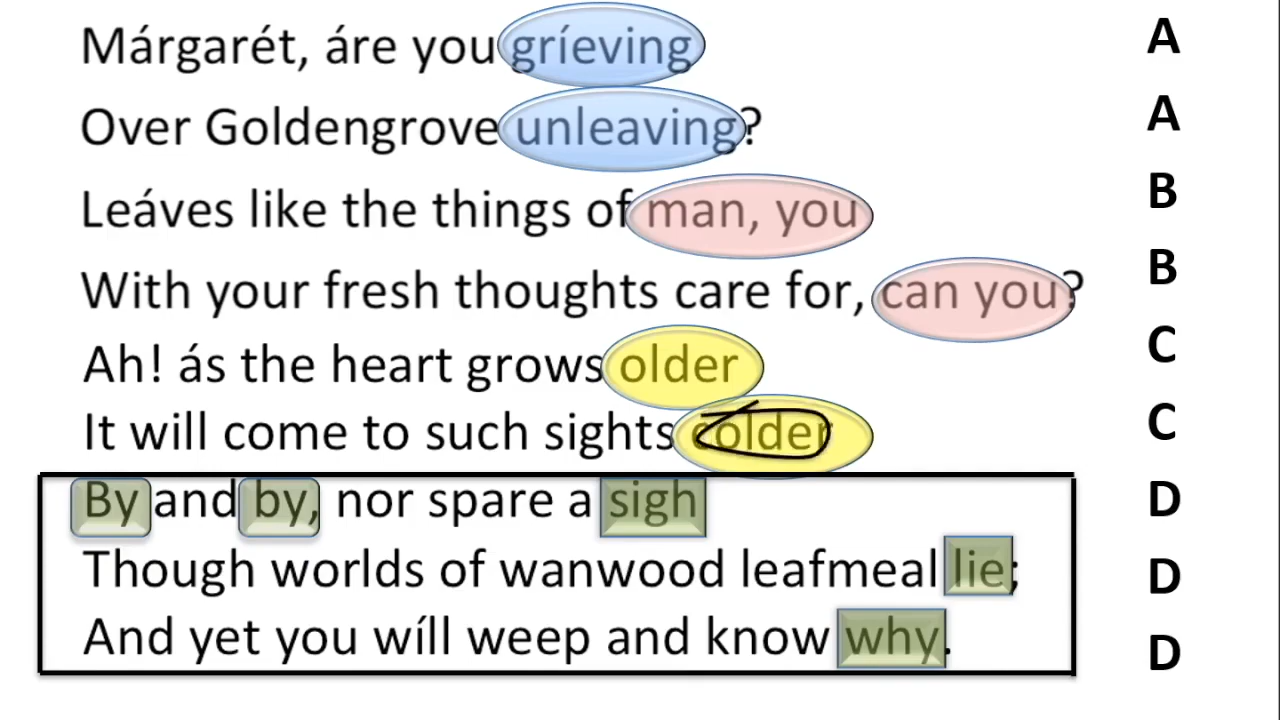 Márgarét, áre you gríeving A
Over Goldengrove unleaving? A
Leáves like the things of man, you B
With your fresh thoughts care for, can you? B
Ah! ás the heart grows older C
It will come to such sights colder C
By and by, nor spare a sigh D
Though worlds of wanwood leafmeal lie; D
And yet you wíll weep and know why. D